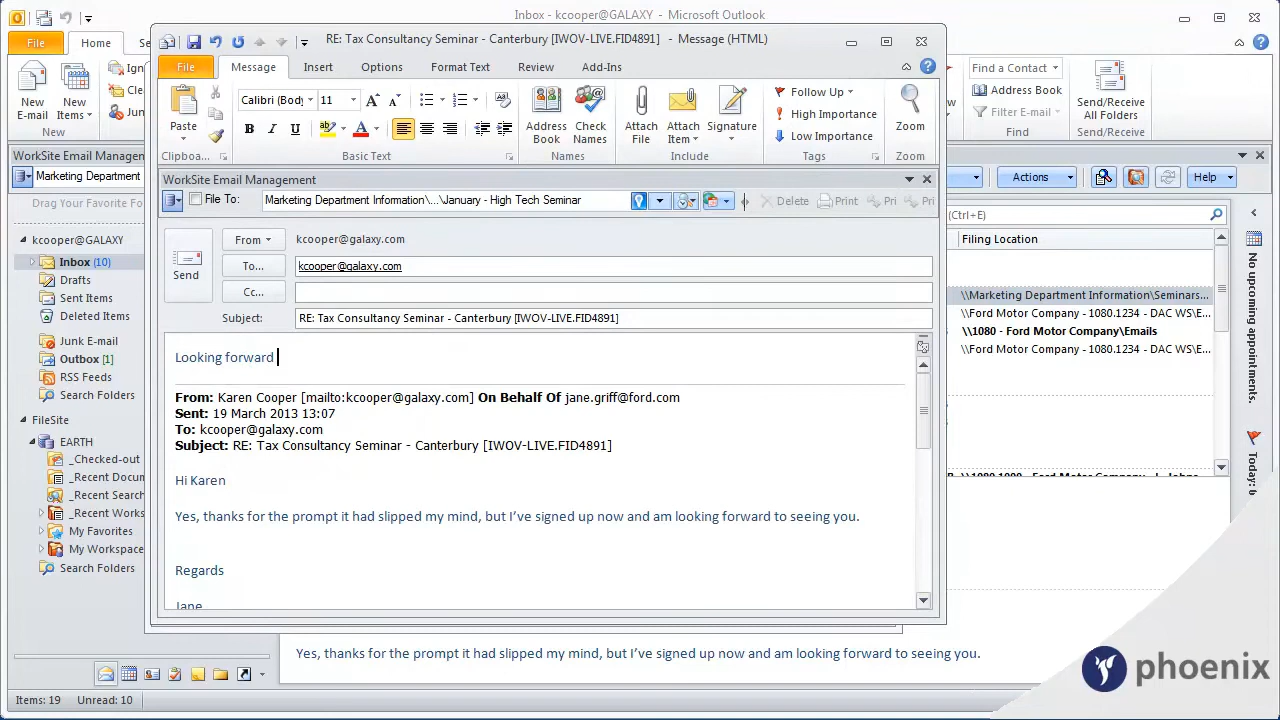 Inbox - kcooper@GALAXY - Microsoft Outlook
File Home
New E-mail
New Items
New
Find a Contact
Address Book
Filter E-mail
Find
Send/Receive All Folders
Send/Receive
RE: Tax Consultancy Seminar - Canterbury [IWOV-LIVE.FID4891] - Message (HTML)
File Message Insert Options Format Text Review Add-Ins
Paste
Calibri (Body 11
B I U
Address Book
Check Names
Attach File
Attach Item
Signature
Follow Up
High Importance
Low Importance
Zoom
Clipboa... Basic Text Names Include Tags Zoom
WorkSite Email Management
File To: Marketing Department Information\...\January - High Tech Seminar
Delete Print Pri Pri
Send
From kcooper@galaxy.com
To... kcooper@galaxy.com
Cc...
Subject: RE: Tax Consultancy Seminar - Canterbury [IWOV-LIVE.FID4891]
Looking forward
From: Karen Cooper [mailto:kcooper@galaxy.com] On Behalf Of jane.griff@ford.com
Sent: 19 March 2013 13:07
To: kcooper@galaxy.com
Subject: RE: Tax Consultancy Seminar - Canterbury [IWOV-LIVE.FID4891]
Hi Karen
Yes, thanks for the prompt it had slipped my mind, but I've signed up now and am looking forward to seeing you.
Regards
Jane
WorkSite Email Managem
Marketing Department
Drag Your Favorite Fo
kcooper@GALAXY
Inbox (10)
Drafts
Sent Items
Deleted Items
Junk E-mail
Outbox [1]
RSS Feeds
Search Folders
FileSite
EARTH
_Checked-out
_Recent Docum
_Recent Search
_Recent Works
My Favorites
My Workspace
Search Folders
Actions Help
(Ctrl+E)
Filing Location
\\Marketing Department Information\Seminars...
\\Ford Motor Company - 1080.1234 - DAC WS\E...
\\1080 - Ford Motor Company\Emails
\\Ford Motor Company - 1080.1234 - DAC WS\E...
No upcoming appointments.
Today: 6
Yes, thanks for the prompt it had slipped my mind, but I've signed up now and am looking forward to seeing you.
Items: 19 Unread: 10
phoenix